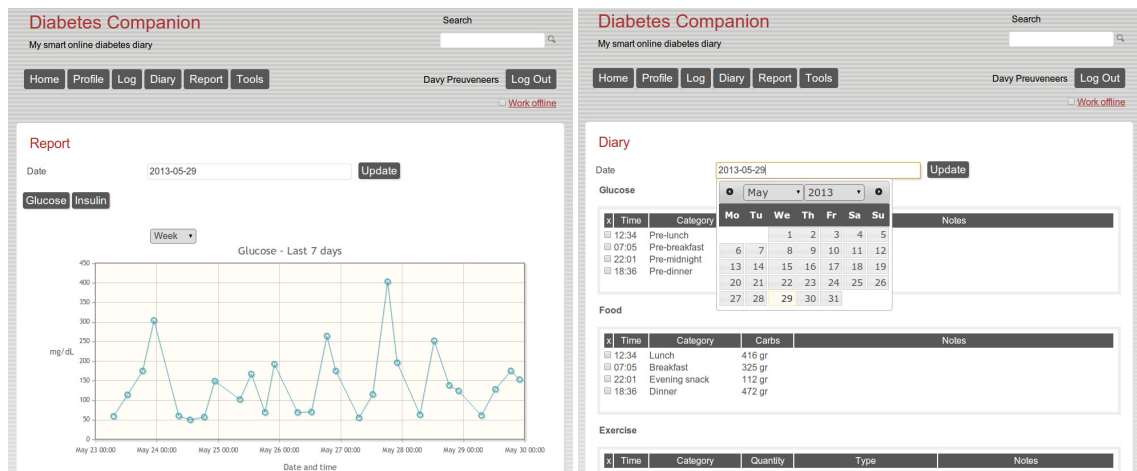 Diabetes Companion
Search
My smart online diabetes diary
Home Profile Log Diary Report Tools
Davy Preuveneers Log Out
Work offline
Report
Date 2013-05-29 Update
Glucose Insulin
Week
Glucose - Last 7 days
450
400
350
300
250
mg/dL
200
150
100
50
0
May 23 00:00 May 24 00:00 May 25 00:00 May 26 00:00 May 27 00:00 May 28 00:00 May 29 00:00 May 30 00:00
Date and time
Diabetes Companion
Search
My smart online diabetes diary
Home Profile Log Diary Report Tools
Davy Preuveneers Log Out
Work offline
Diary
Date 2013-05-29 Update
Glucose
May 2013
Mo Tu We Th Fr Sa Su
1 2 3 4 5
6 7 8 9 10 11 12
13 14 15 16 17 18 19
20 21 22 23 24 25 26
27 28 29 30 31
x Time Category Notes
12:34 Pre-lunch
07:05 Pre-breakfast
22:01 Pre-midnight
18:36 Pre-dinner
Food
x Time Category Carbs Notes
12:34 Lunch 416 gr
07:05 Breakfast 325 gr
22:01 Evening snack 112 gr
18:36 Dinner 472 gr
Exercise
x Time Category Quantity Type Notes